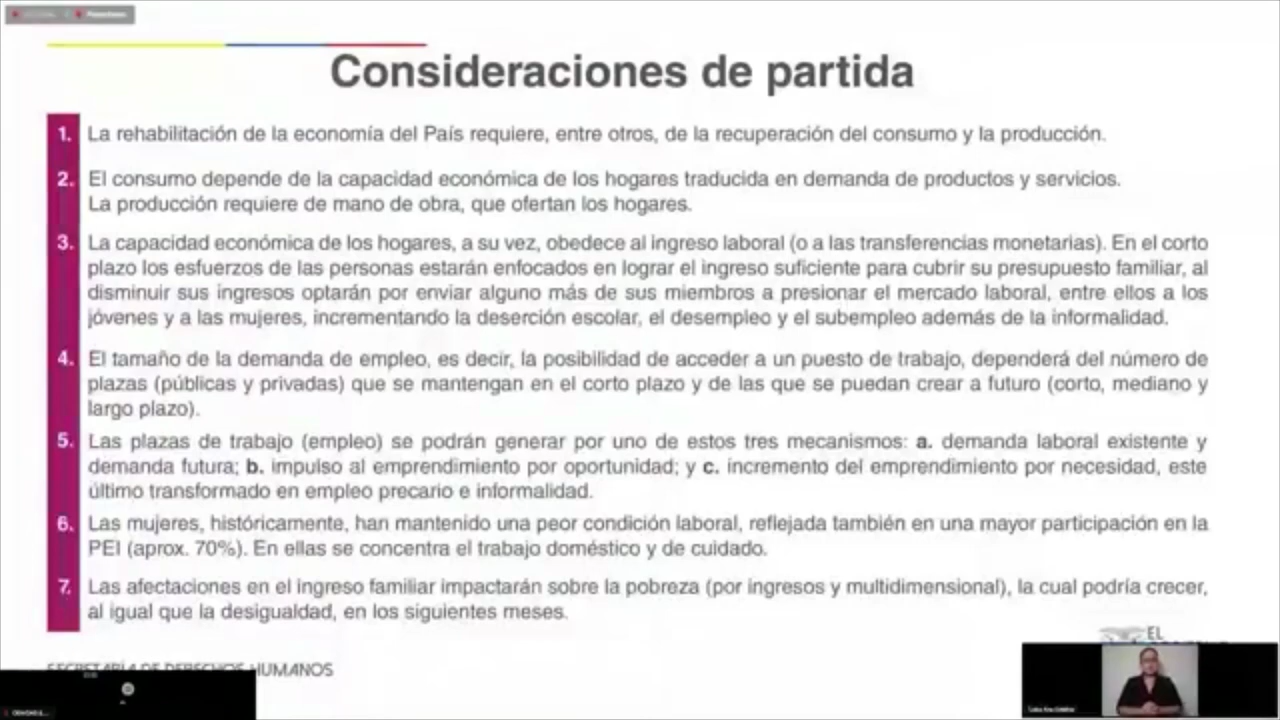 Consideraciones de partida
1. La rehabilitación de la economía del País requiere, entre otros, de la recuperación del consumo y la producción.
2. El consumo depende de la capacidad económica de los hogares traducida en demanda de productos y servicios.
La producción requiere de mano de obra, que ofertan los hogares.
3. La capacidad económica de los hogares, a su vez, obedece al ingreso laboral (o a las transferencias monetarias). En el corto
plazo los esfuerzos de las personas estarán enfocados en lograr el ingreso suficiente para cubrir su presupuesto familiar, al
disminuir sus ingresos optarán por enviar alguno más de sus miembros a presionar el mercado laboral, entre ellos a los
jóvenes y a las mujeres, incrementando la deserción escolar, el desempleo y el subempleo además de la informalidad.
4. El tamaño de la demanda de empleo, es decir, la posibilidad de acceder a un puesto de trabajo, dependerá del número de
plazas (públicas y privadas) que se mantengan en el corto plazo y de las que se puedan crear a futuro (corto, mediano y
largo plazo).
5. Las plazas de trabajo (empleo) se podrán generar por uno de estos tres mecanismos: a. demanda laboral existente y
demanda futura; b. impulso al emprendimiento por oportunidad; y c. incremento del emprendimiento por necesidad, este
último transformado en empleo precario e informalidad.
6. Las mujeres, históricamente, han mantenido una peor condición laboral, reflejada también en una mayor participación en la
PEI (aprox. 70%). En ellas se concentra el trabajo doméstico y de cuidado.
7. Las afectaciones en el ingreso familiar impactarán sobre la pobreza (por ingresos y multidimensional), la cual podría crecer,
al igual que la desigualdad, en los siguientes meses.
EL
SECRETARÍA DE DERECHOS HUMANOS